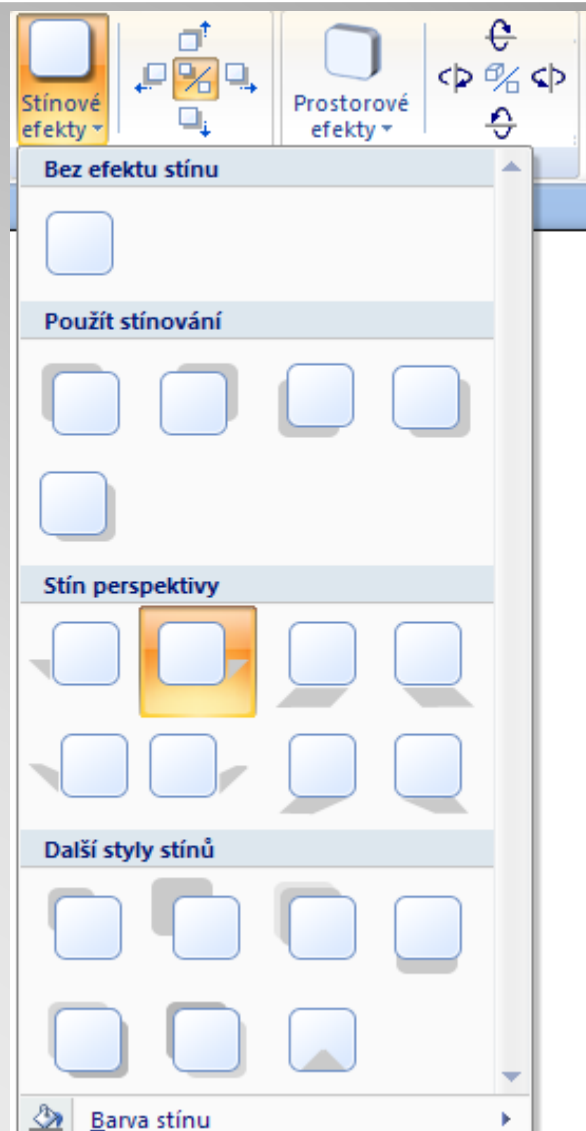 Stínové
efekty
Prostorové
efekty
Bez efektu stínu
Použít stínování
Stín perspektivy
Další styly stínů
Barva stínu